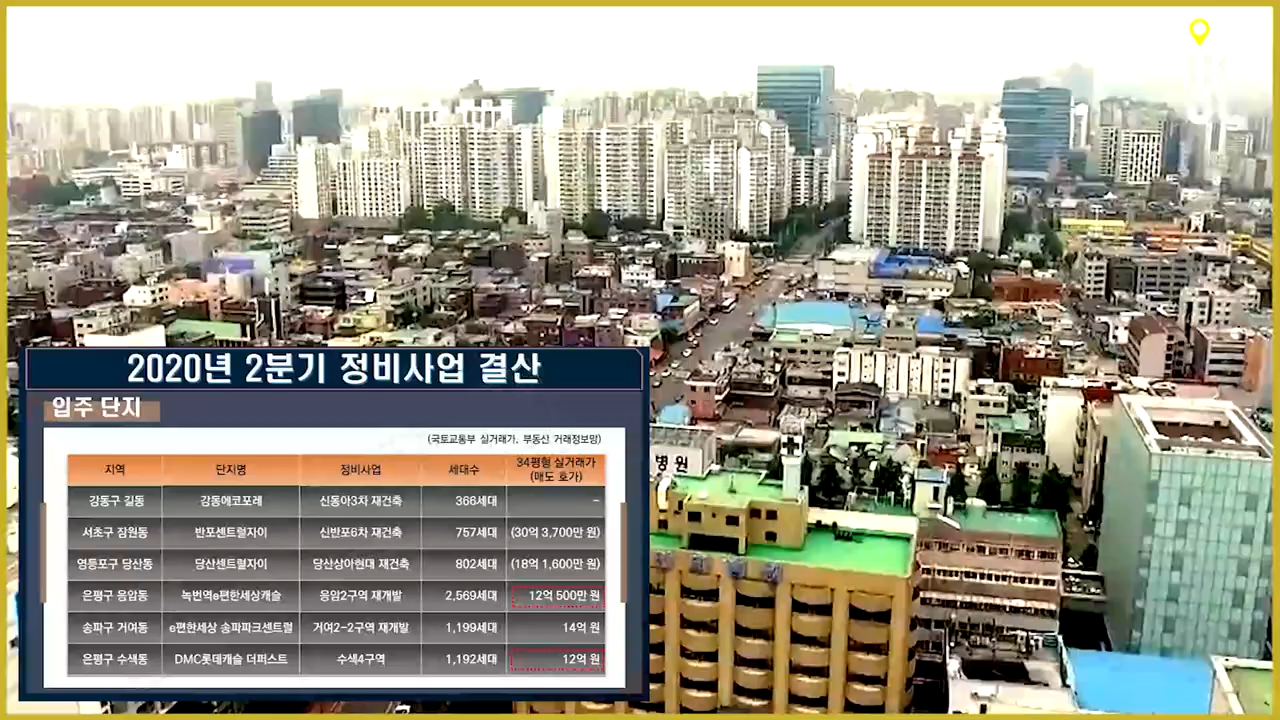 2020년 2분기 정비사업 결산
입주 단지
(국토교통부 실거래가, 부동산 거래정보망)
지역 단지명 정비사업 세대수 34평형 실거래가
(매도 호가)
강동구 길동 강동에코포레 신동아3차 재건축 366세대 -
서초구 잠원동 반포센트럴자이 신반포6차 재건축 757세대 (30억 3,700만 원)
영등포구 당산동 당산센트럴자이 당산상아현대 재건축 802세대 (18억 1,600만 원)
은평구 응암동 녹번역e편한세상캐슬 응암2구역 재개발 2,569세대 12억 500만 원
송파구 거여동 e편한세상 송파파크센트럴 거여2-2구역 재개발 1,199세대 14억 원
은평구 수색동 DMC롯데캐슬 더퍼스트 수색4구역 1,192세대 12억 원
병원